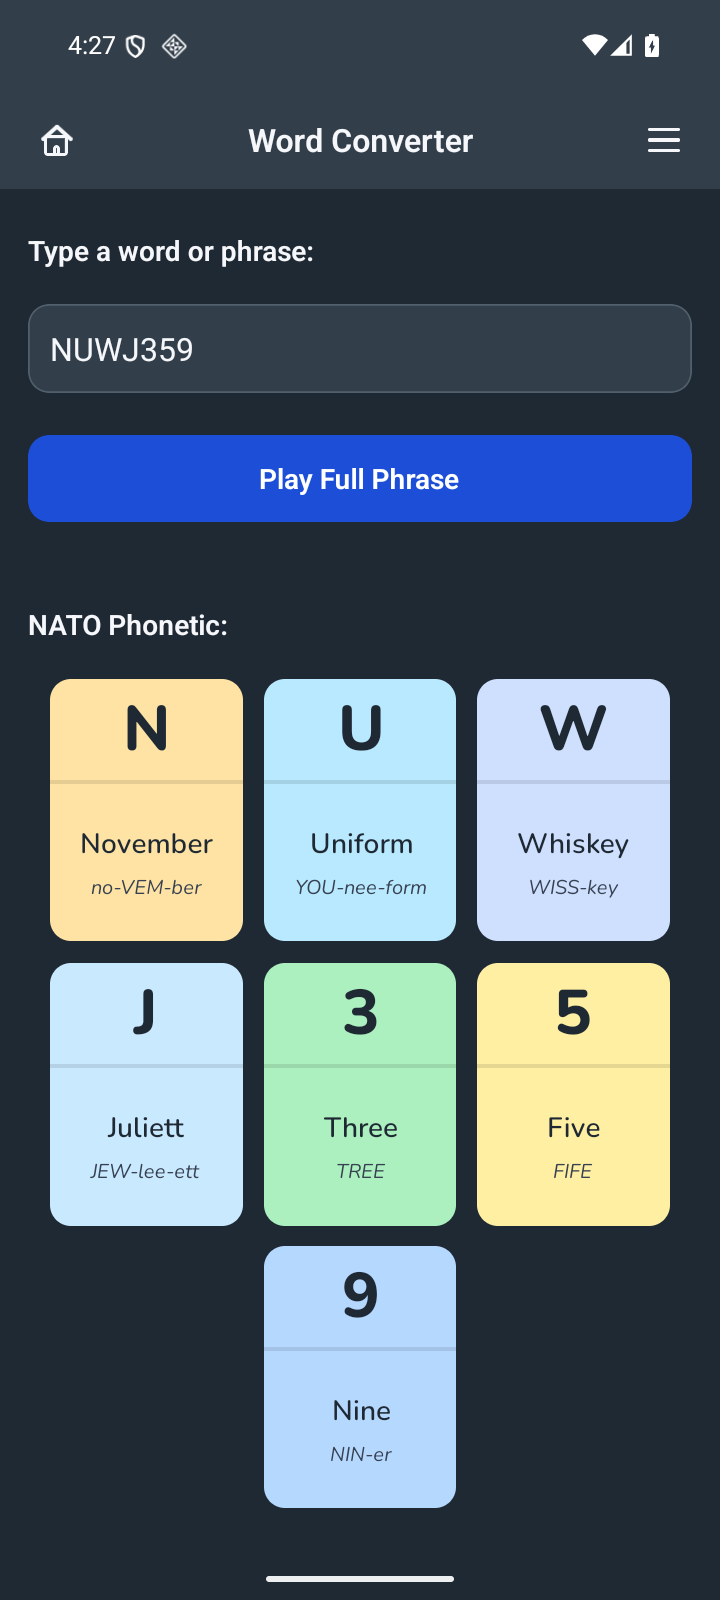 4:27
Word Converter
Type a word or phrase:
NUWJ359
Play Full Phrase
NATO Phonetic:
N
November
no-VEM-ber
U
Uniform
YOU-nee-form
W
Whiskey
WISS-key
J
Juliett
JEW-lee-ett
3
Three
TREE
5
Five
FIFE
9
Nine
NIN-er